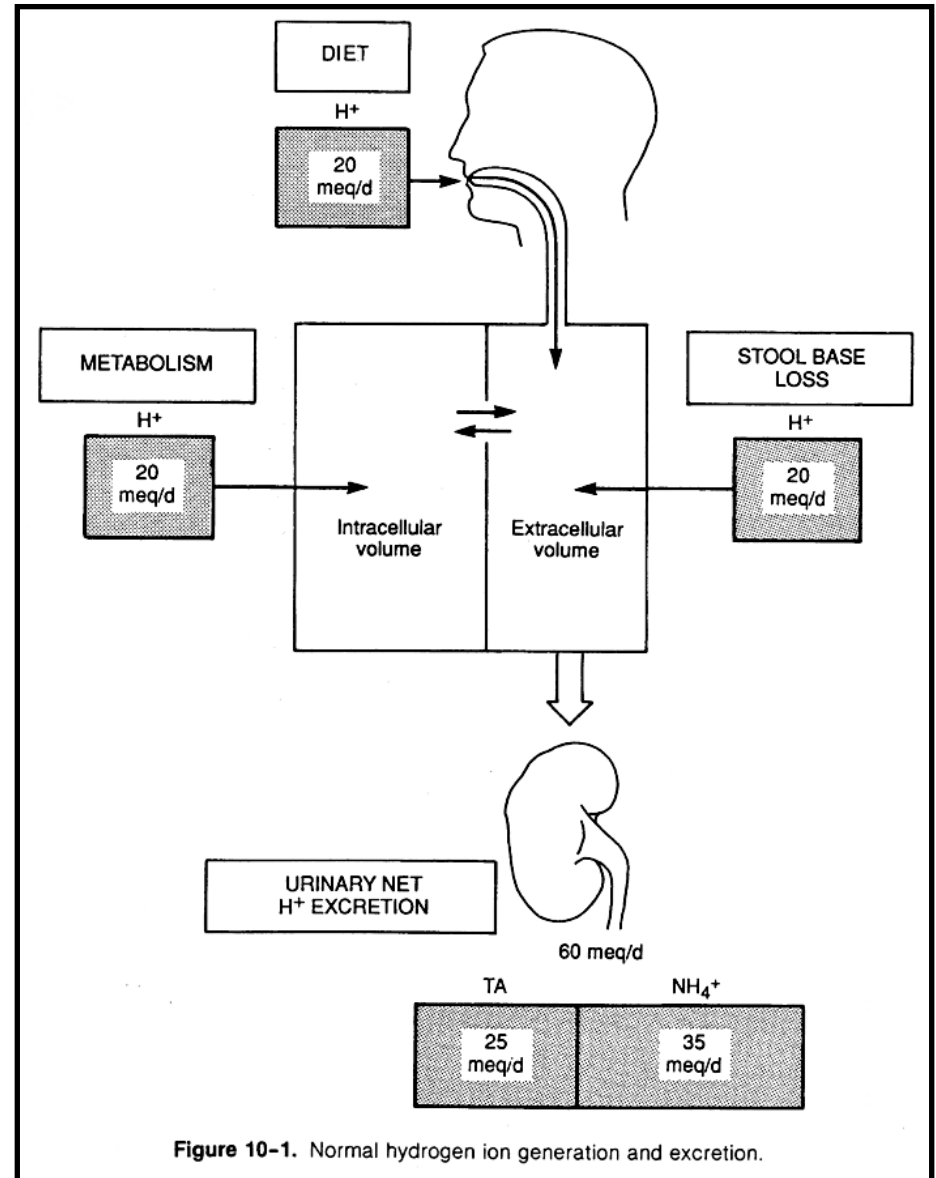 DIET
H+
20
meq/d
METABOLISM
H+
20
meq/d
STOOL BASE
LOSS
H+
20
meq/d
Intracellular
volume
Extracellular
volume
URINARY NET
H+ EXCRETION
60 meq/d
TA
NH4+
25
meq/d
35
meq/d
Figure 10-1. Normal hydrogen ion generation and excretion.